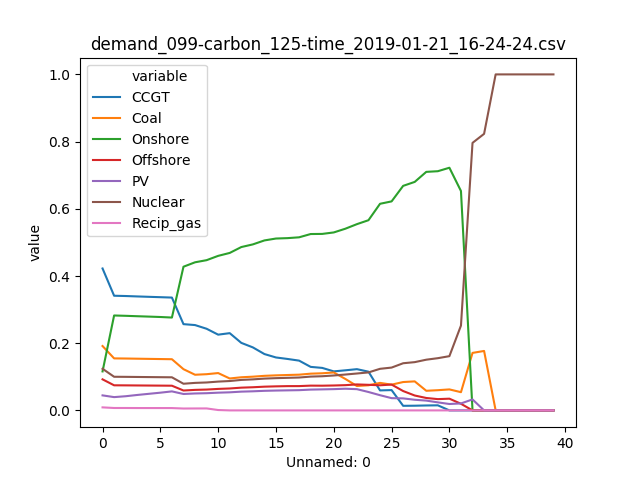 demand_099-carbon_125-time_2019-01-21_16-24-24.csv
variable
CCGT
Coal
Onshore
Offshore
PV
Nuclear
Recip_gas
value
1.0
0.8
0.6
0.4
0.2
0.0
0 5 10 15 20 25 30 35 40
Unnamed: 0